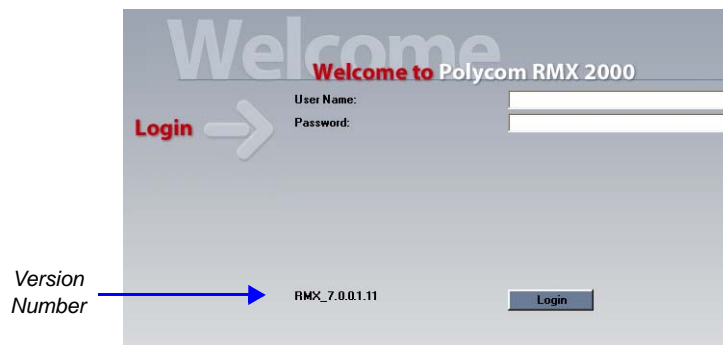 Welcome
Welcome to Polycom RMX 2000
User Name:
Password:
Login
Version
Number
RMX_7.0.0.1.11
Login